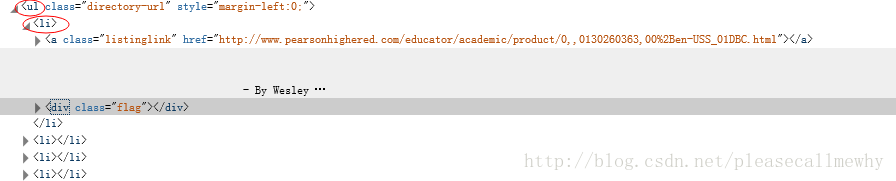 <ul class="directory-url" style="margin-left:0;">
<li>
<a class="listinglink" href="http://www.pearsonhighered.com/educator/academic/product/0,,0130260363,00%2Ben-USS_01DBC.html"></a>
- By Wesley …
<div class="flag"></div>
</li>
<li></li>
<li></li>
<li></li>
http://blog.csdn.net/pleasecallmewhy